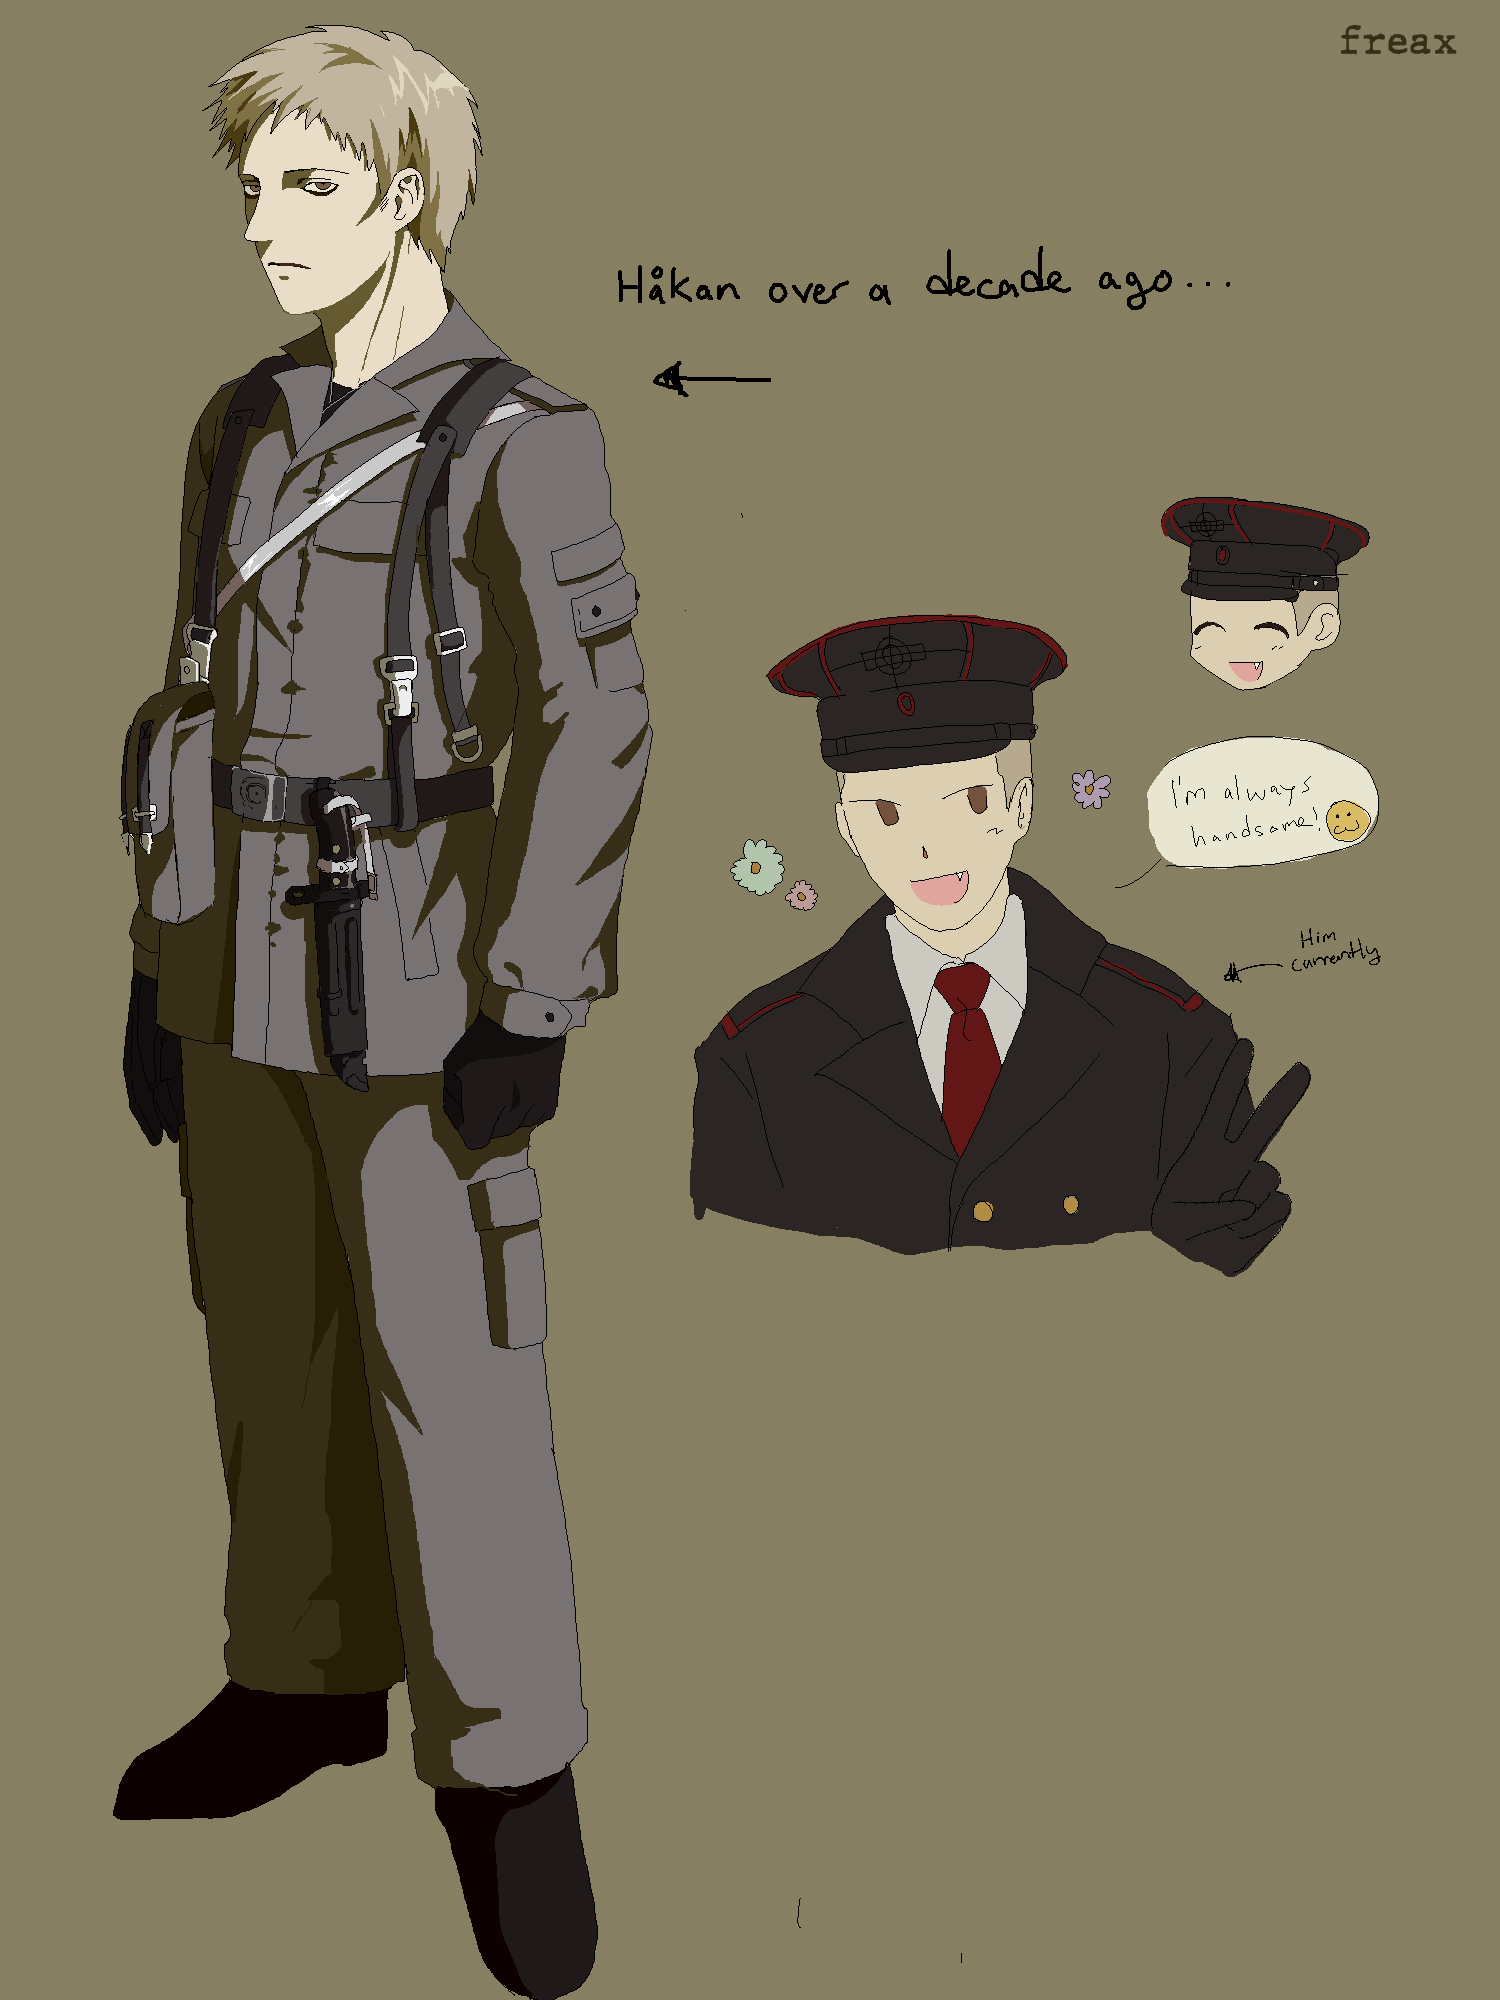 freax
Håkan over a decade ago...
I'm always
handsome!
Him
currently